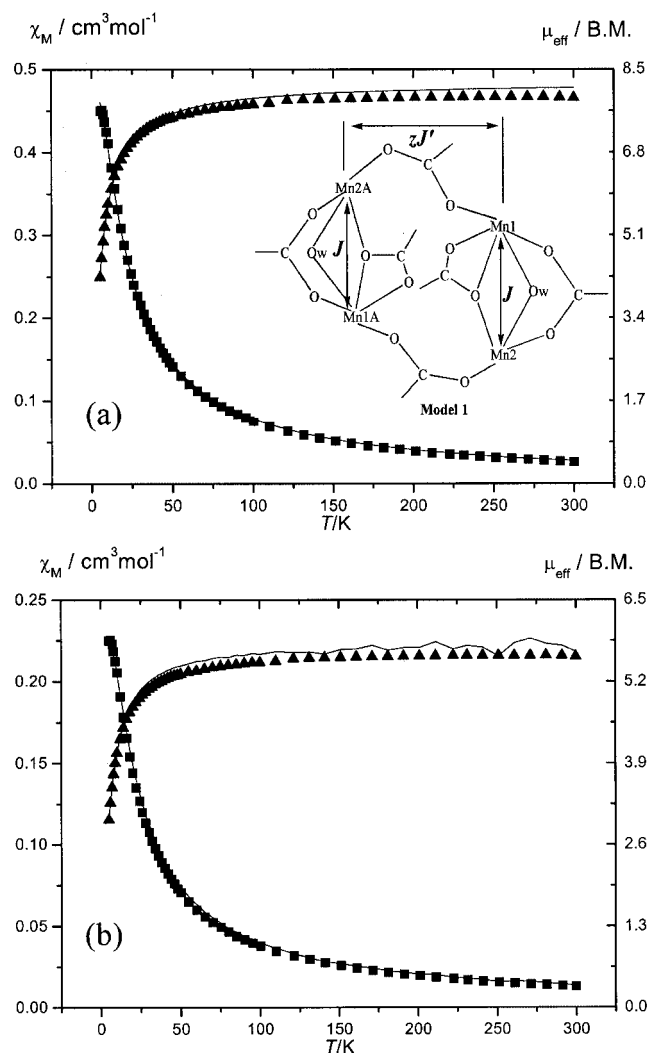 χM / cm³mol⁻¹
μeff / B.M.
0.5
0.4
0.3
0.2
0.1
0.0
8.5
6.8
5.1
3.4
1.7
0.0
0
50
100
150
200
250
300
T/K
(a)
zJ'
O
C
O
Mn2A
Mn1
O
Ow
O
C
C
J
O
O
C
O
J
Ow
C
O
Mn1A
O
Mn2
O
C
O
Model 1
χM / cm³mol⁻¹
μeff / B.M.
0.25
0.20
0.15
0.10
0.05
0.00
6.5
5.2
3.9
2.6
1.3
0.0
0
50
100
150
200
250
300
T/K
(b)